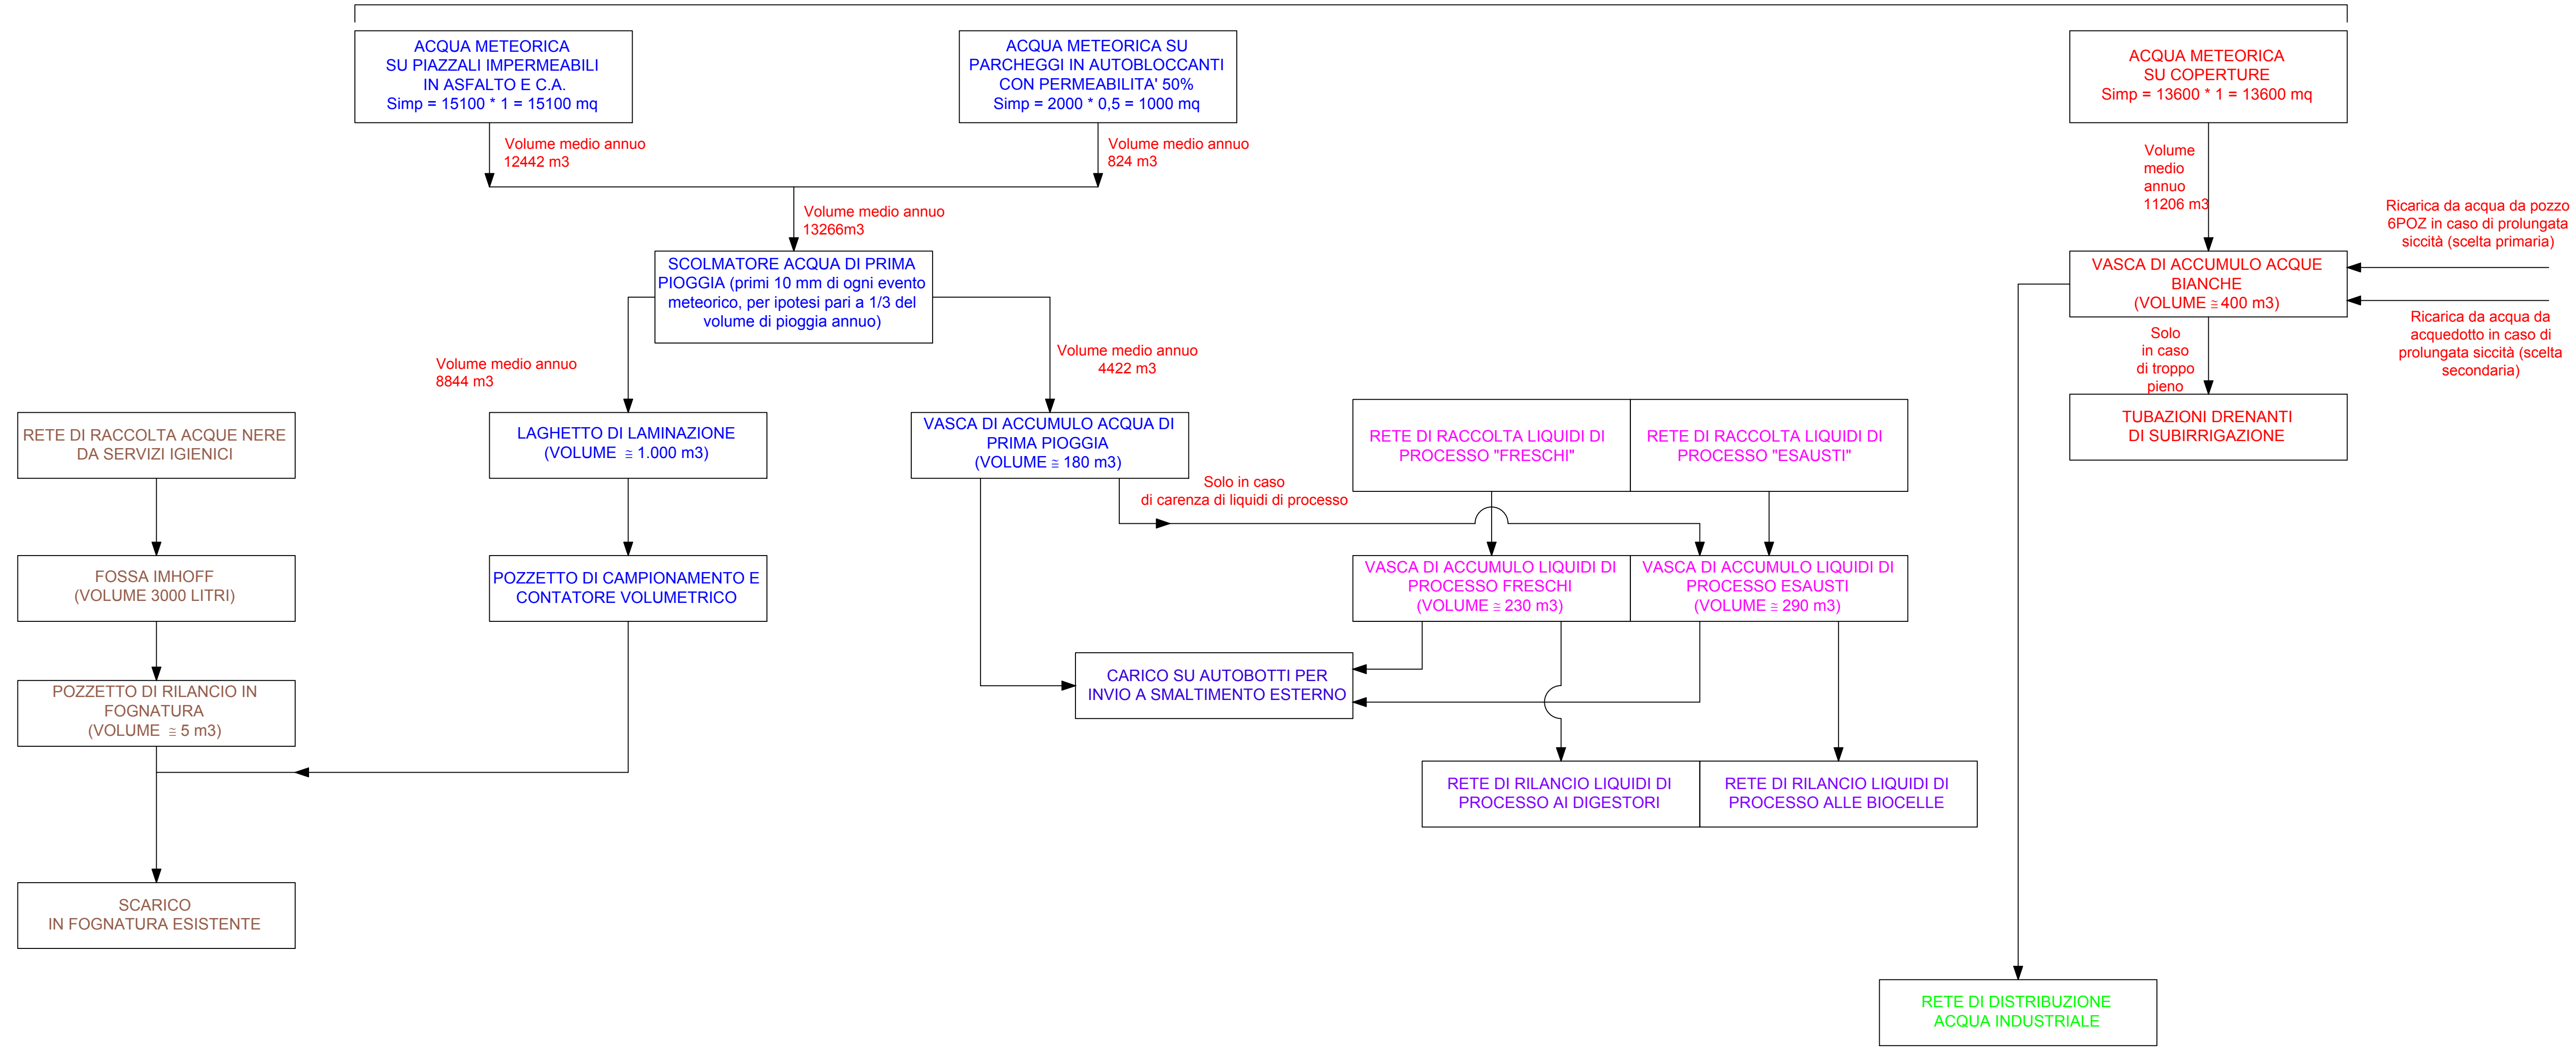 ACQUA METEORICA
SU PIAZZALI IMPERMEABILI
IN ASFALTO E C.A.
Simp = 15100 * 1 = 15100 mq
ACQUA METEORICA SU
PARCHEGGI IN AUTOBLOCCANTI
CON PERMEABILITA' 50%
Simp = 2000 * 0,5 = 1000 mq
ACQUA METEORICA
SU COPERTURE
Simp = 13600 * 1 = 13600 mq
Volume medio annuo
12442 m3
Volume medio annuo
824 m3
Volume
medio
annuo
11206 m3
Volume medio annuo
13266m3
Ricarica da acqua da pozzo
6POZ in caso di prolungata
siccità (scelta primaria)
SCOLMATORE ACQUA DI PRIMA
PIOGGIA (primi 10 mm di ogni evento
meteorico, per ipotesi pari a 1/3 del
volume di pioggia annuo)
VASCA DI ACCUMULO ACQUE
BIANCHE
(VOLUME ≅ 400 m3)
Ricarica da acqua da
acquedotto in caso di
prolungata siccità (scelta
secondaria)
Solo
in caso
di troppo
pieno
Volume medio annuo
8844 m3
Volume medio annuo
4422 m3
RETE DI RACCOLTA ACQUE NERE
DA SERVIZI IGIENICI
LAGHETTO DI LAMINAZIONE
(VOLUME ≅ 1.000 m3)
VASCA DI ACCUMULO ACQUA DI
PRIMA PIOGGIA
(VOLUME ≅ 180 m3)
RETE DI RACCOLTA LIQUIDI DI
PROCESSO "FRESCHI"
RETE DI RACCOLTA LIQUIDI DI
PROCESSO "ESAUSTI"
TUBAZIONI DRENANTI
DI SUBIRRIGAZIONE
Solo in caso
di carenza di liquidi di processo
FOSSA IMHOFF
(VOLUME 3000 LITRI)
POZZETTO DI CAMPIONAMENTO E
CONTATORE VOLUMETRICO
VASCA DI ACCUMULO LIQUIDI DI
PROCESSO FRESCHI
(VOLUME ≅ 230 m3)
VASCA DI ACCUMULO LIQUIDI DI
PROCESSO ESAUSTI
(VOLUME ≅ 290 m3)
POZZETTO DI RILANCIO IN
FOGNATURA
(VOLUME ≅ 5 m3)
CARICO SU AUTOBOTTI PER
INVIO A SMALTIMENTO ESTERNO
RETE DI RILANCIO LIQUIDI DI
PROCESSO AI DIGESTORI
RETE DI RILANCIO LIQUIDI DI
PROCESSO ALLE BIOCELLE
SCARICO
IN FOGNATURA ESISTENTE
RETE DI DISTRIBUZIONE
ACQUA INDUSTRIALE